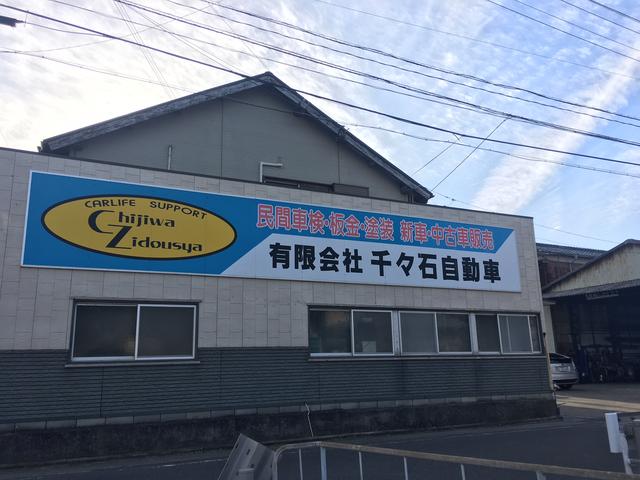 CARLIFE SUPPORT
Chijiwa
Zidousya
民間車検・板金・塗装 新車・中古車販売
有限会社 千々石自動車